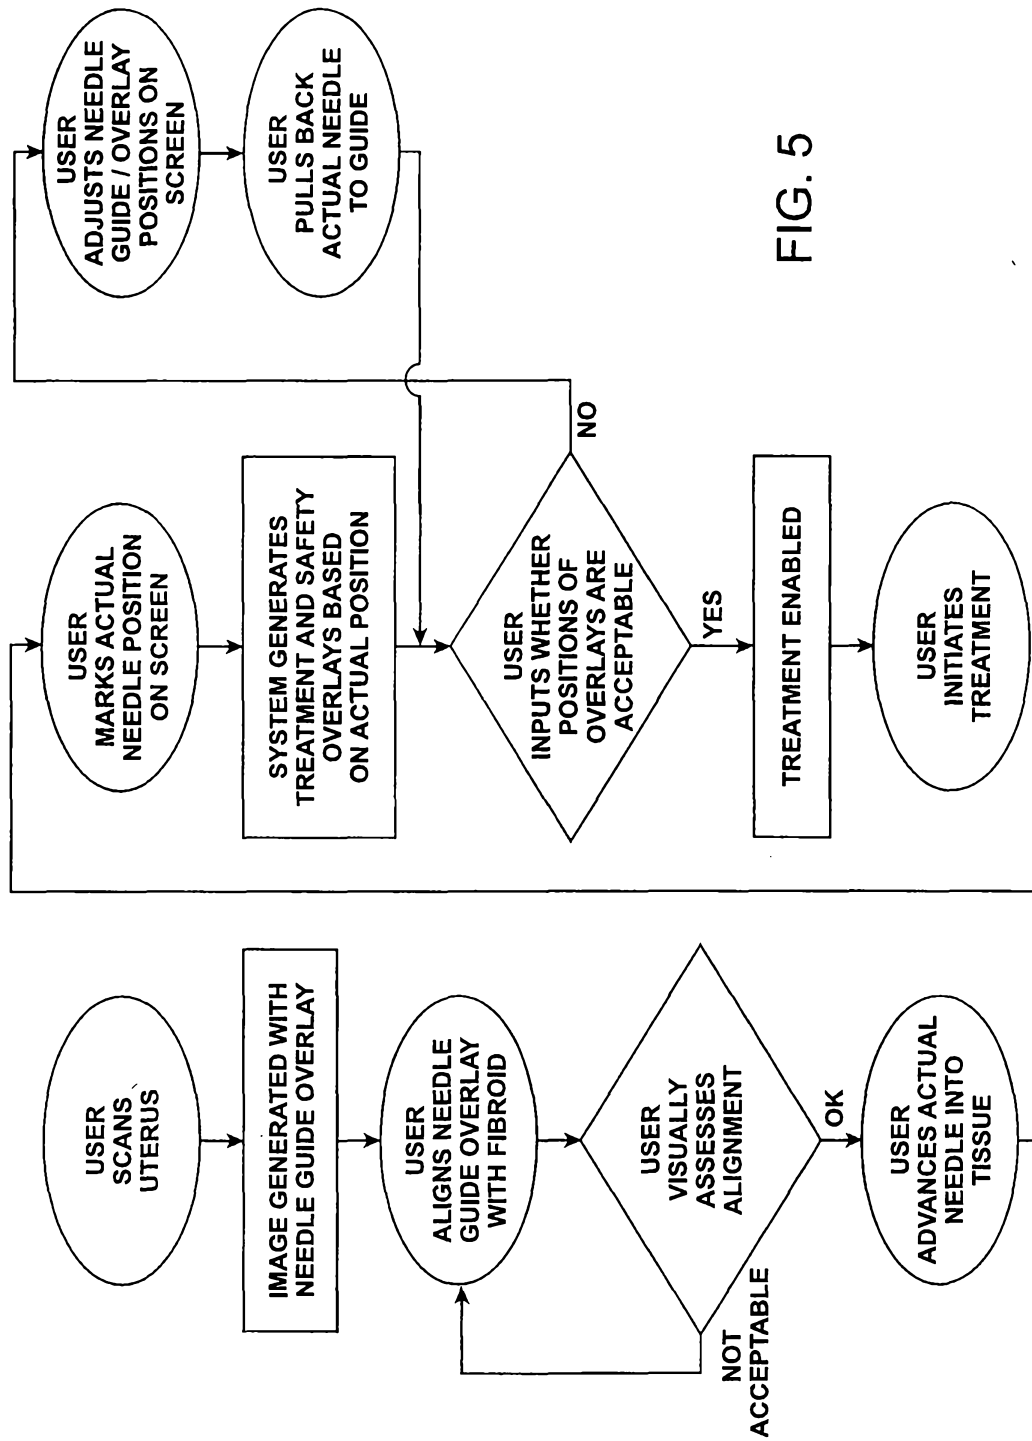 USER
SCANS
UTERUS
IMAGE GENERATED WITH
NEEDLE GUIDE OVERLAY
USER
ALIGNS NEEDLE
GUIDE OVERLAY
WITH FIBROID
USER
VISUALLY
ASSESSES
ALIGNMENT
NOT
ACCEPTABLE
OK
USER
ADVANCES ACTUAL
NEEDLE INTO
TISSUE
USER
MARKS ACTUAL
NEEDLE POSITION
ON SCREEN
SYSTEM GENERATES
TREATMENT AND SAFETY
OVERLAYS BASED
ON ACTUAL POSITION
USER
INPUTS WHETHER
POSITIONS OF
OVERLAYS ARE
ACCEPTABLE
NO
YES
TREATMENT ENABLED
USER
INITIATES
TREATMENT
USER
ADJUSTS NEEDLE
GUIDE / OVERLAY
POSITIONS ON
SCREEN
USER
PULLS BACK
ACTUAL NEEDLE
TO GUIDE
FIG. 5